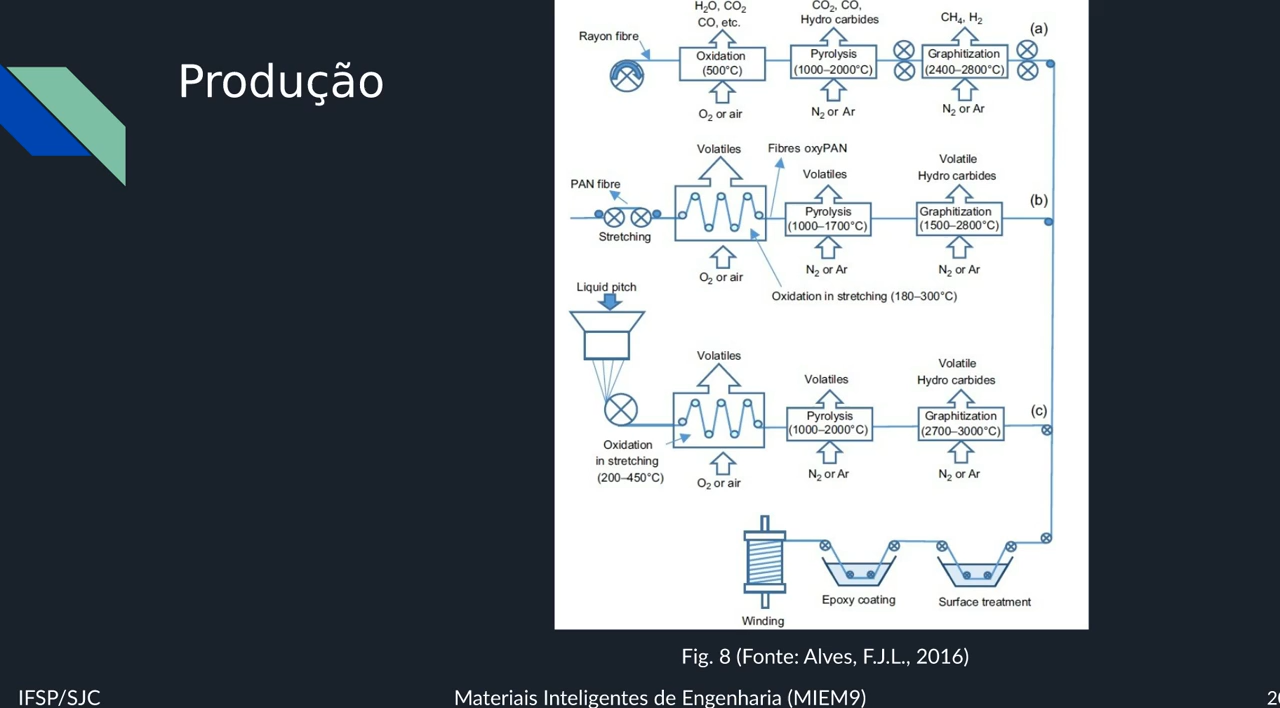 Produção
H₂O, CO₂
CO, etc.
CO₂, CO,
Hydro carbides
CH₄, H₂
(a)
Rayon fibre
Oxidation
(500°C)
Pyrolysis
(1000–2000°C)
Graphitization
(2400–2800°C)
O₂ or air
N₂ or Ar
N₂ or Ar
Volatiles
Fibres oxyPAN
Volatiles
Volatile
Hydro carbides
(b)
PAN fibre
Stretching
Pyrolysis
(1000–1700°C)
Graphitization
(1500–2800°C)
O₂ or air
N₂ or Ar
N₂ or Ar
Oxidation in stretching (180–300°C)
Liquid pitch
Volatiles
Volatiles
Volatile
Hydro carbides
(c)
Pyrolysis
(1000–2000°C)
Graphitization
(2700–3000°C)
Oxidation
in stretching
(200–450°C)
O₂ or air
N₂ or Ar
N₂ or Ar
Winding
Epoxy coating
Surface treatment
Fig. 8 (Fonte: Alves, F.J.L., 2016)
IFSP/SJC
Materiais Inteligentes de Engenharia (MIEM9)